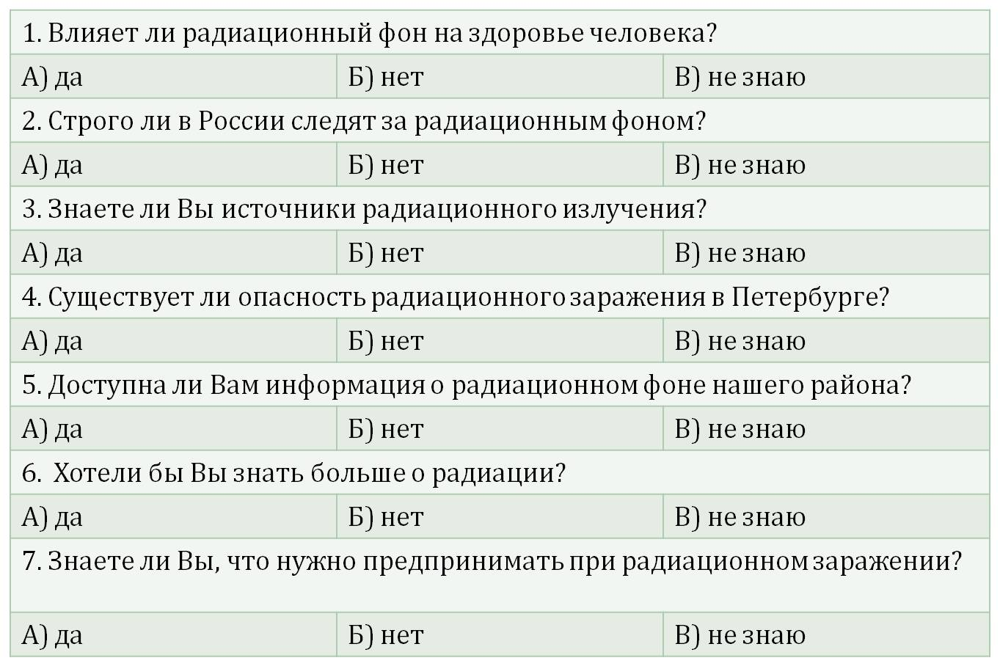 1. Влияет ли радиационный фон на здоровье человека?
А) да Б) нет В) не знаю
2. Строго ли в России следят за радиационным фоном?
А) да Б) нет В) не знаю
3. Знаете ли Вы источники радиационного излучения?
А) да Б) нет В) не знаю
4. Существует ли опасность радиационного заражения в Петербурге?
А) да Б) нет В) не знаю
5. Доступна ли Вам информация о радиационном фоне нашего района?
А) да Б) нет В) не знаю
6. Хотели бы Вы знать больше о радиации?
А) да Б) нет В) не знаю
7. Знаете ли Вы, что нужно предпринимать при радиационном заражении?
А) да Б) нет В) не знаю